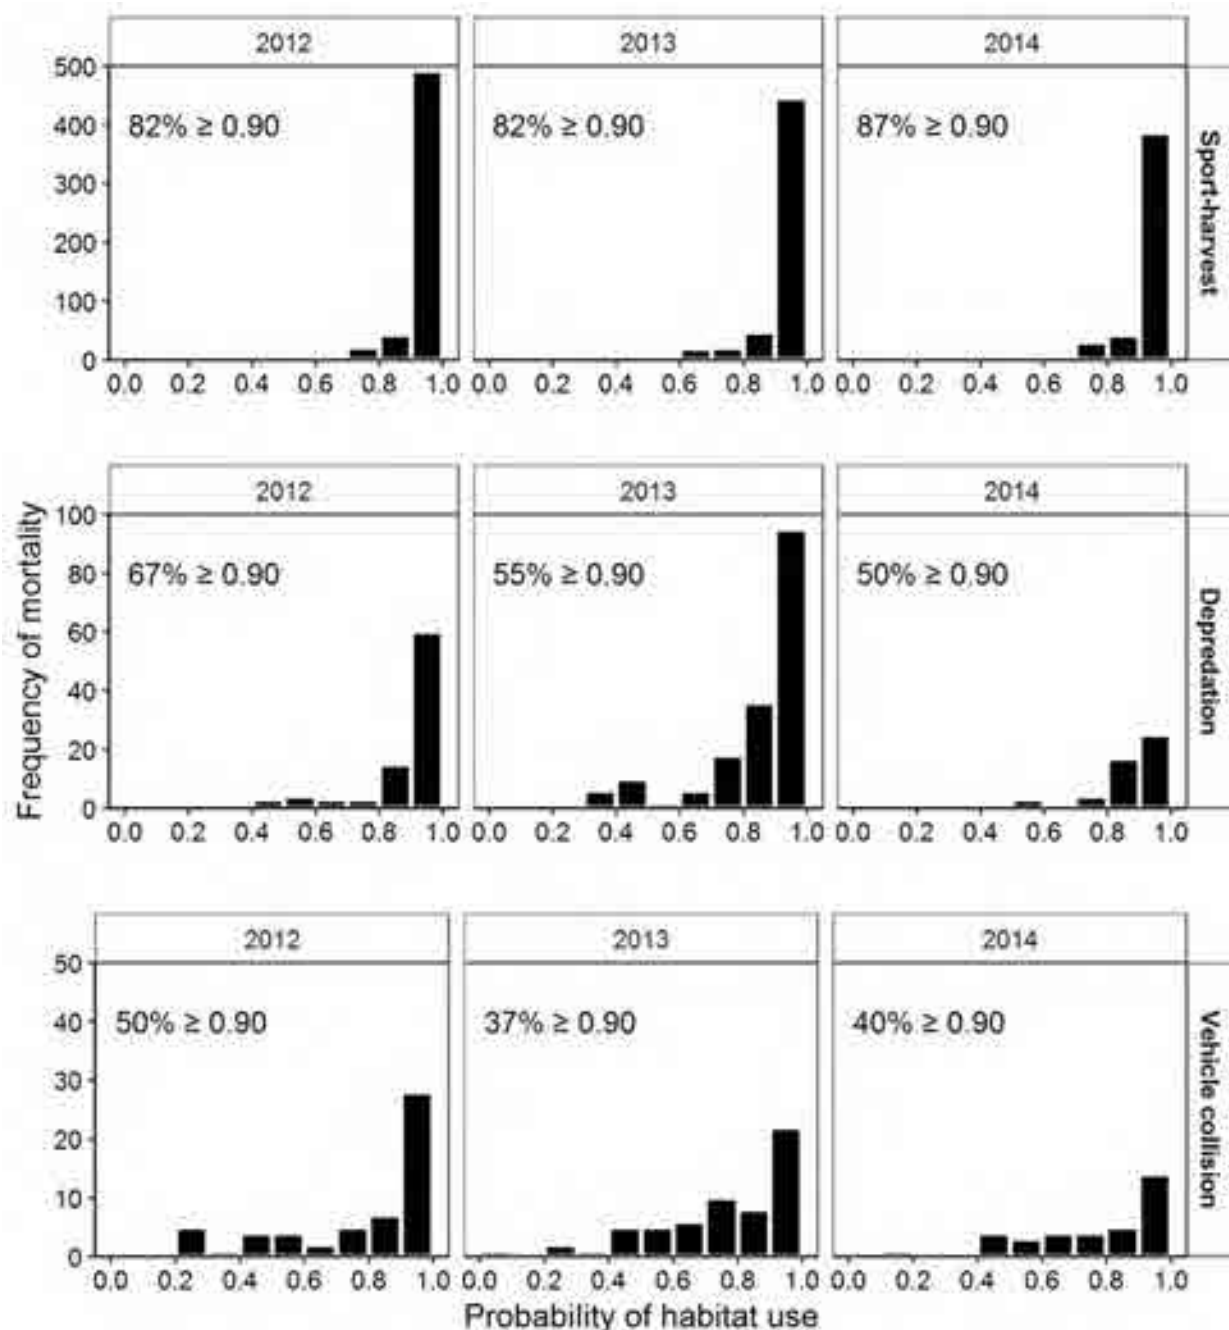 2012 2013 2014
500
82% ≥ 0.90 82% ≥ 0.90 87% ≥ 0.90
400
300
200
100
0
0.0 0.2 0.4 0.6 0.8 1.0 0.0 0.2 0.4 0.6 0.8 1.0 0.0 0.2 0.4 0.6 0.8 1.0
Sport-harvest
Frequency of mortality
2012 2013 2014
100
67% ≥ 0.90 55% ≥ 0.90 50% ≥ 0.90
80
60
40
20
0
0.0 0.2 0.4 0.6 0.8 1.0 0.0 0.2 0.4 0.6 0.8 1.0 0.0 0.2 0.4 0.6 0.8 1.0
Depredation
2012 2013 2014
50
50% ≥ 0.90 37% ≥ 0.90 40% ≥ 0.90
40
30
20
10
0
0.0 0.2 0.4 0.6 0.8 1.0 0.0 0.2 0.4 0.6 0.8 1.0 0.0 0.2 0.4 0.6 0.8 1.0
Vehicle collision
Probability of habitat use